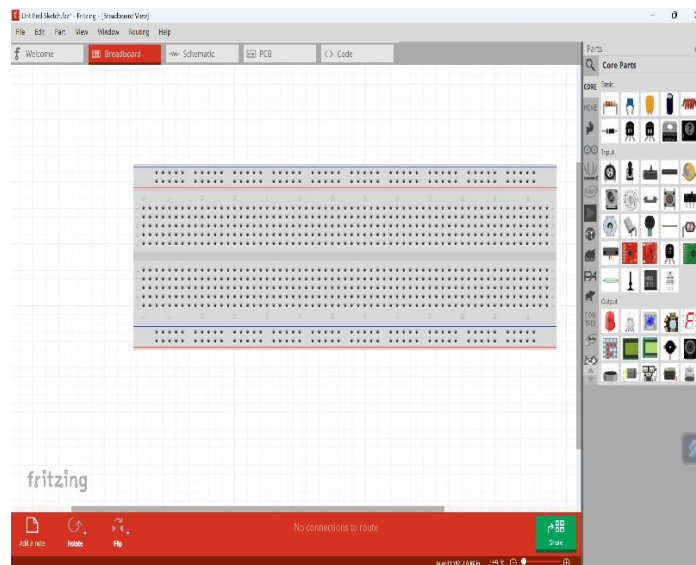 Untitled Sketch.fzz* - Fritzing - [Breadboard View]
File Edit Part View Window Routing Help
Welcome
Breadboard
Schematic
PCB
<> Code
Parts
Core Parts
CORE
Basic
MINE
Input
Output
fritzing
No connections to route
Add a note
Rotate
Flip
Share